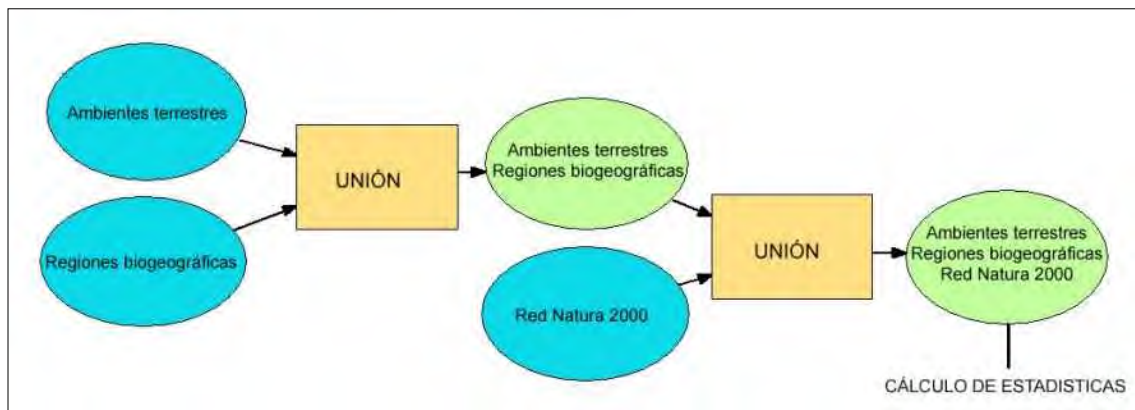 Ambientes terrestres
Regiones biogeográficas
UNIÓN
Ambientes terrestres
Regiones biogeográficas
Red Natura 2000
UNIÓN
Ambientes terrestres
Regiones biogeográficas
Red Natura 2000
CÁLCULO DE ESTADISTICAS